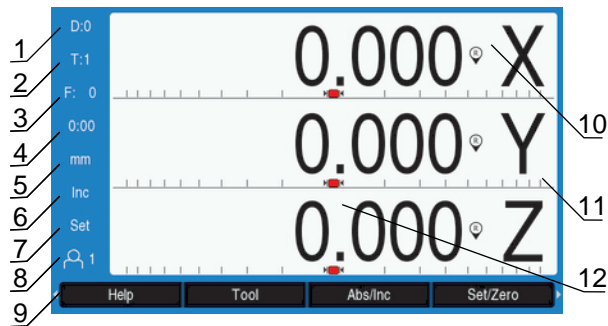 1 D:0
2 T:1
3 F: 0
4 0:00
5 mm
6 Inc
7 Set
8 1
9 Help Tool Abs/Inc Set/Zero
0.000 R X 10
0.000 R Y 11
0.000 R Z 12